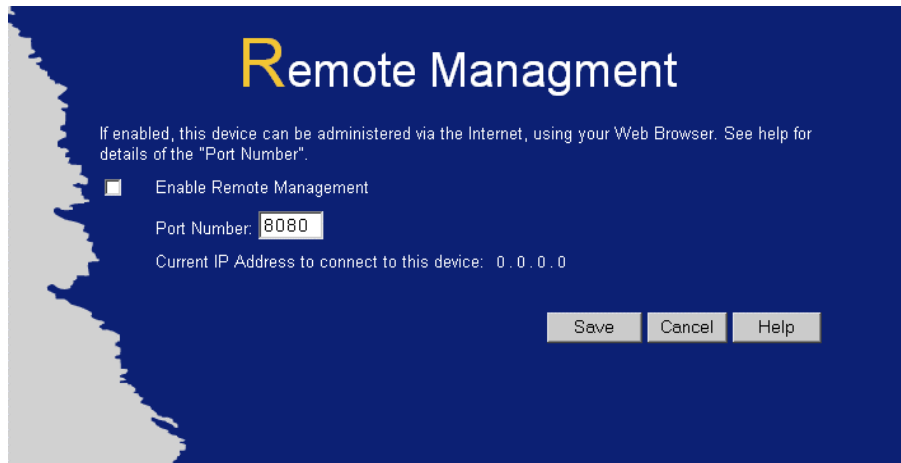 Remote Managment
If enabled, this device can be administered via the Internet, using your Web Browser. See help for
details of the "Port Number".
Enable Remote Management
Port Number: 8080
Current IP Address to connect to this device: 0.0.0.0
Save Cancel Help